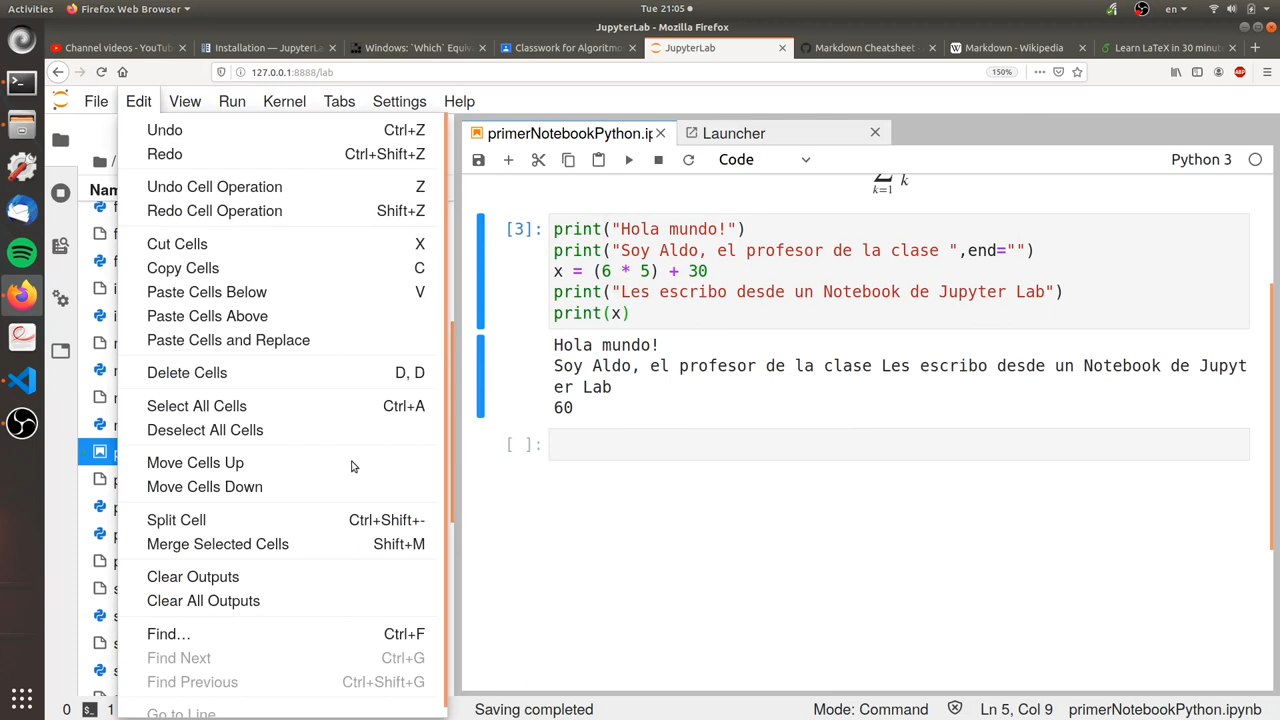 Activities Firefox Web Browser Tue 21:05 en
JupyterLab - Mozilla Firefox
Channel videos - YouTub Installation — JupyterLa Windows: `Which` Equiv Classwork for Algoritmo JupyterLab Markdown Cheatsheet Markdown - Wikipedia Learn LaTeX in 30 minut
127.0.0.1:8888/lab 150% ABP
File Edit View Run Kernel Tabs Settings Help
primerNotebookPython.ip Launcher
Code Python 3
/
Nam
Undo Ctrl+Z
Redo Ctrl+Shift+Z
Undo Cell Operation Z
Redo Cell Operation Shift+Z
Cut Cells X
Copy Cells C
Paste Cells Below V
Paste Cells Above
Paste Cells and Replace
Delete Cells D, D
Select All Cells Ctrl+A
Deselect All Cells
Move Cells Up
Move Cells Down
Split Cell Ctrl+Shift+-
Merge Selected Cells Shift+M
Clear Outputs
Clear All Outputs
Find… Ctrl+F
Find Next Ctrl+G
Find Previous Ctrl+Shift+G
Go to Line…
∑ k
k=1
[3]: print("Hola mundo!")
print("Soy Aldo, el profesor de la clase ",end="")
x = (6 * 5) + 30
print("Les escribo desde un Notebook de Jupyter Lab")
print(x)
Hola mundo!
Soy Aldo, el profesor de la clase Les escribo desde un Notebook de Jupyt
er Lab
60
[ ]:
0 $_ 1 Saving completed Mode: Command Ln 5, Col 9 primerNotebookPython.ipynb